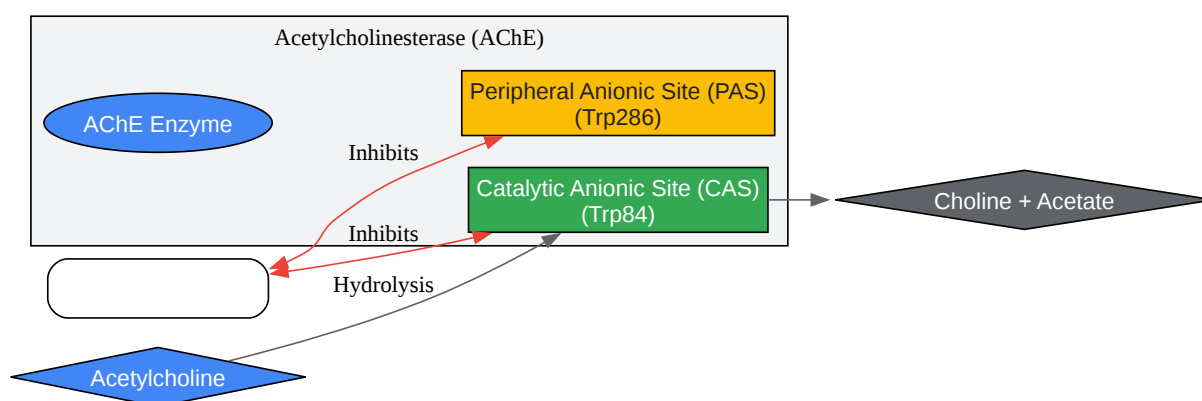 Acetylcholinesterase (AChE)
Peripheral Anionic Site (PAS)
(Trp286)
AChE Enzyme
Inhibits
Catalytic Anionic Site (CAS)
(Trp84)
Choline + Acetate
Inhibits
Hydrolysis
Acetylcholine